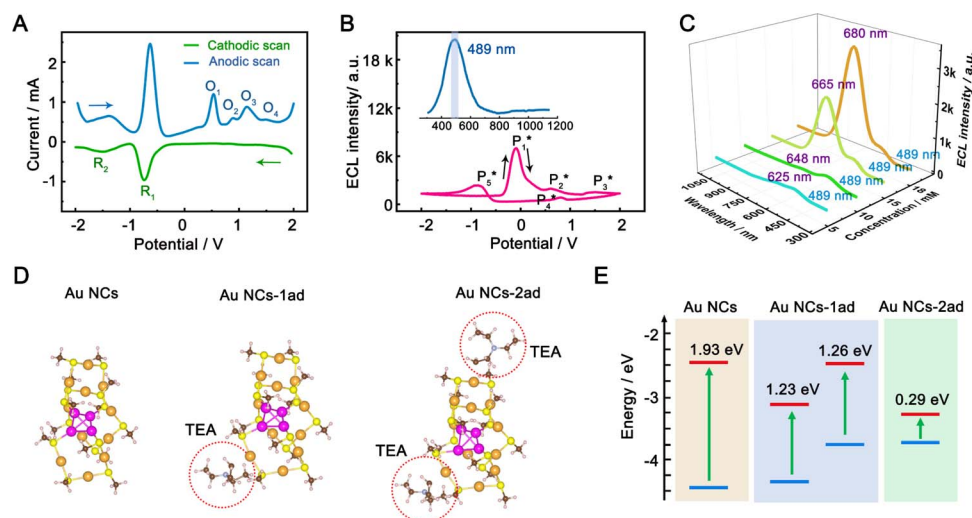 A
Cathodic scan
Anodic scan
O1
O2
O3
O4
R2
R1
Current / mA
2
1
0
-1
-2
-1
0
1
2
Potential / V
B
489 nm
300
600
800
1000
1200
P1*
P5*
P2*
P3*
P4*
ECL intensity/ a.u.
18 k
12k
6k
0
-2
-1
0
1
2
Potential / V
C
680 nm
665 nm
648 nm
625 nm
489 nm
489 nm
489 nm
489 nm
3k
2k
1k
0
ECL intensity / a.u.
1050
900
750
600
450
300
Wavelength / nm
5
10
15
Concentration / mM
D
Au NCs
Au NCs-1ad
Au NCs-2ad
TEA
TEA
TEA
E
Au NCs
Au NCs-1ad
Au NCs-2ad
1.93 eV
1.23 eV
1.26 eV
0.29 eV
-2
-3
-4
Energy / eV